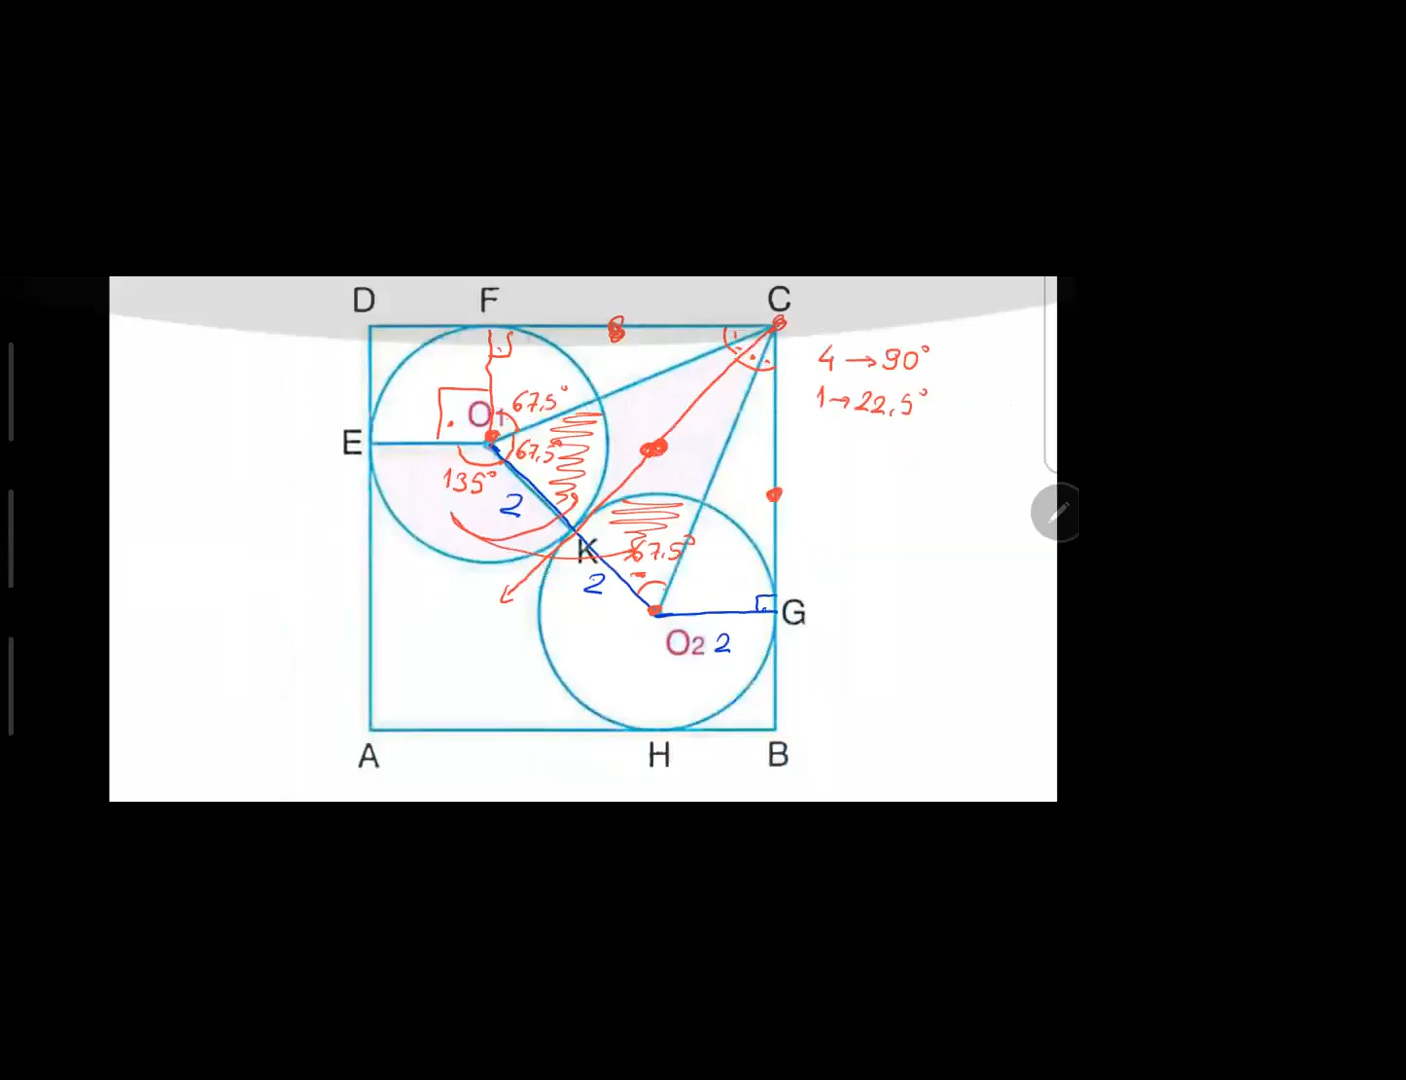 D F C
4 → 90°
1 → 22,5°
67,5°
O1
E
67,5°
135°
2
K
67.5°
2
G
O2 2
A H B